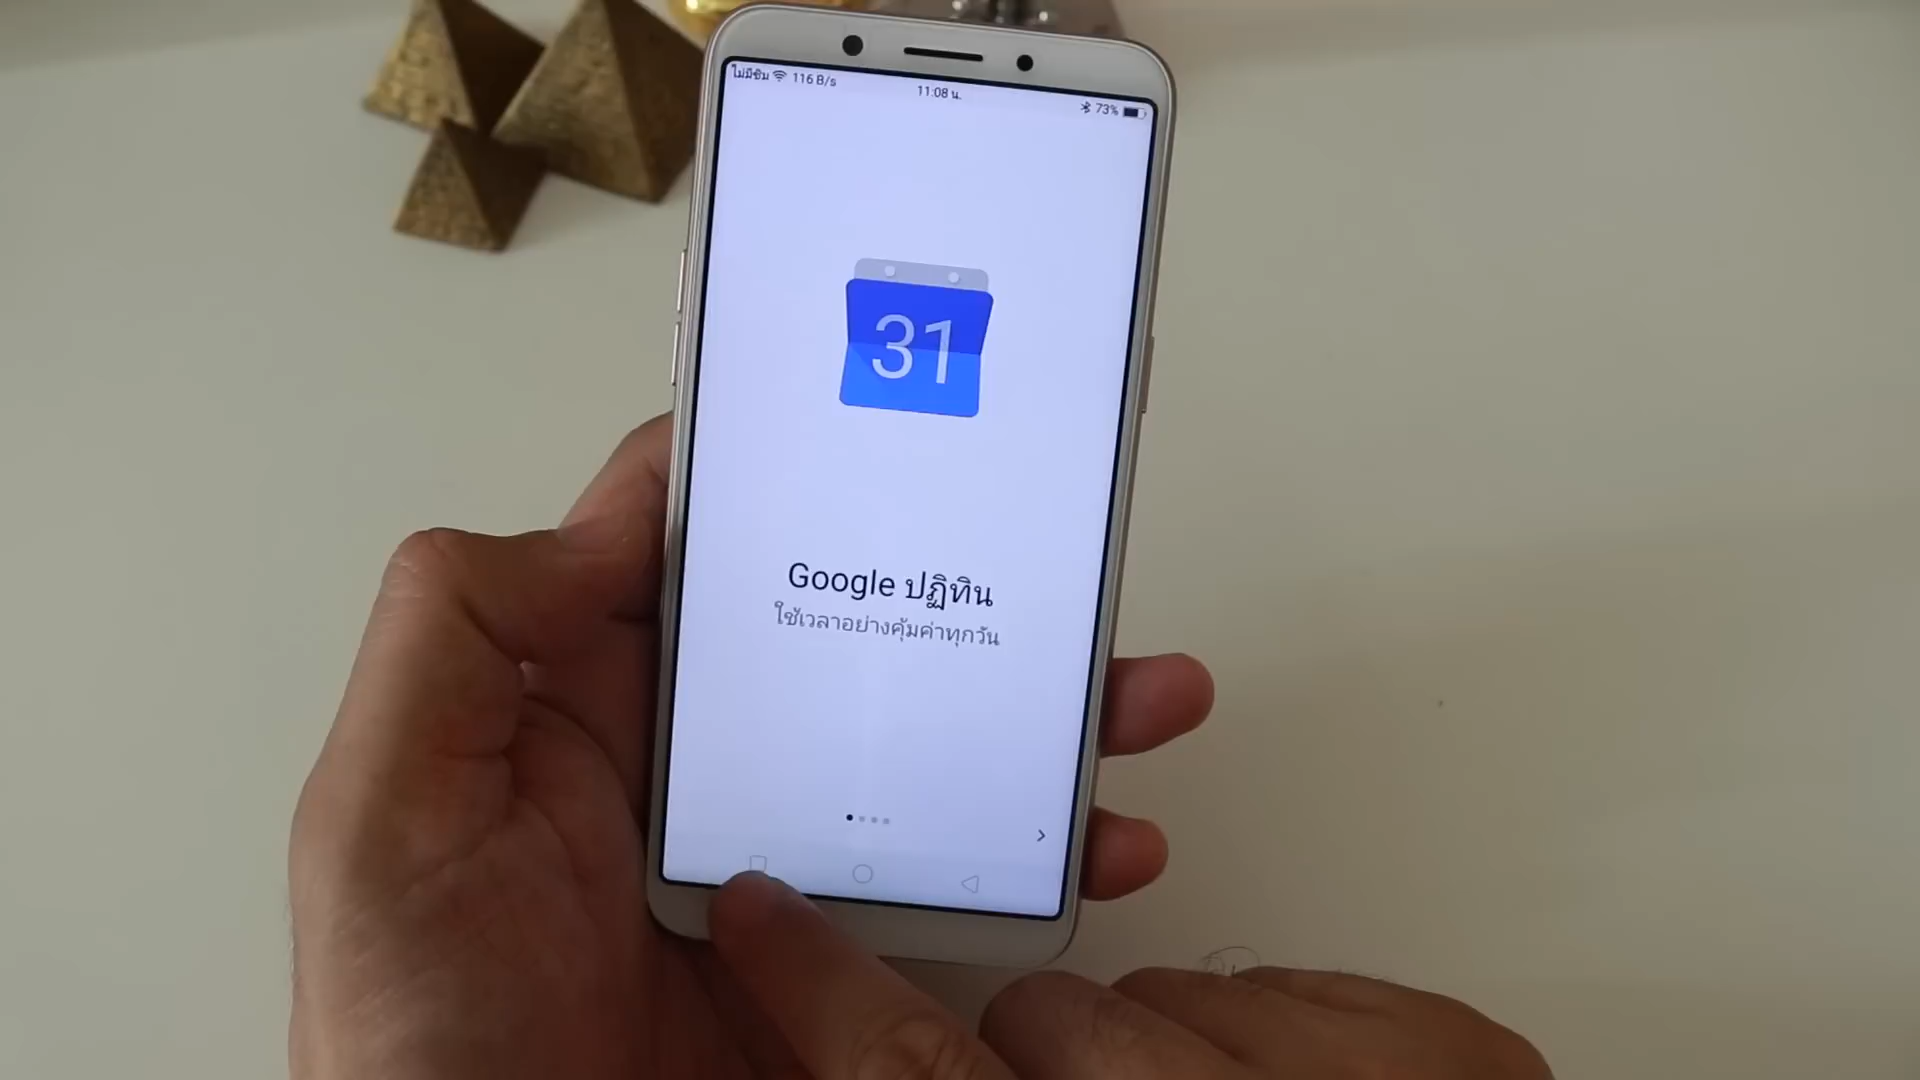 ไม่มีซิม 116 B/s
11:08 น.
73%
31
Google ปฏิทิน
ใช้เวลาอย่างคุ้มค่าทุกวัน